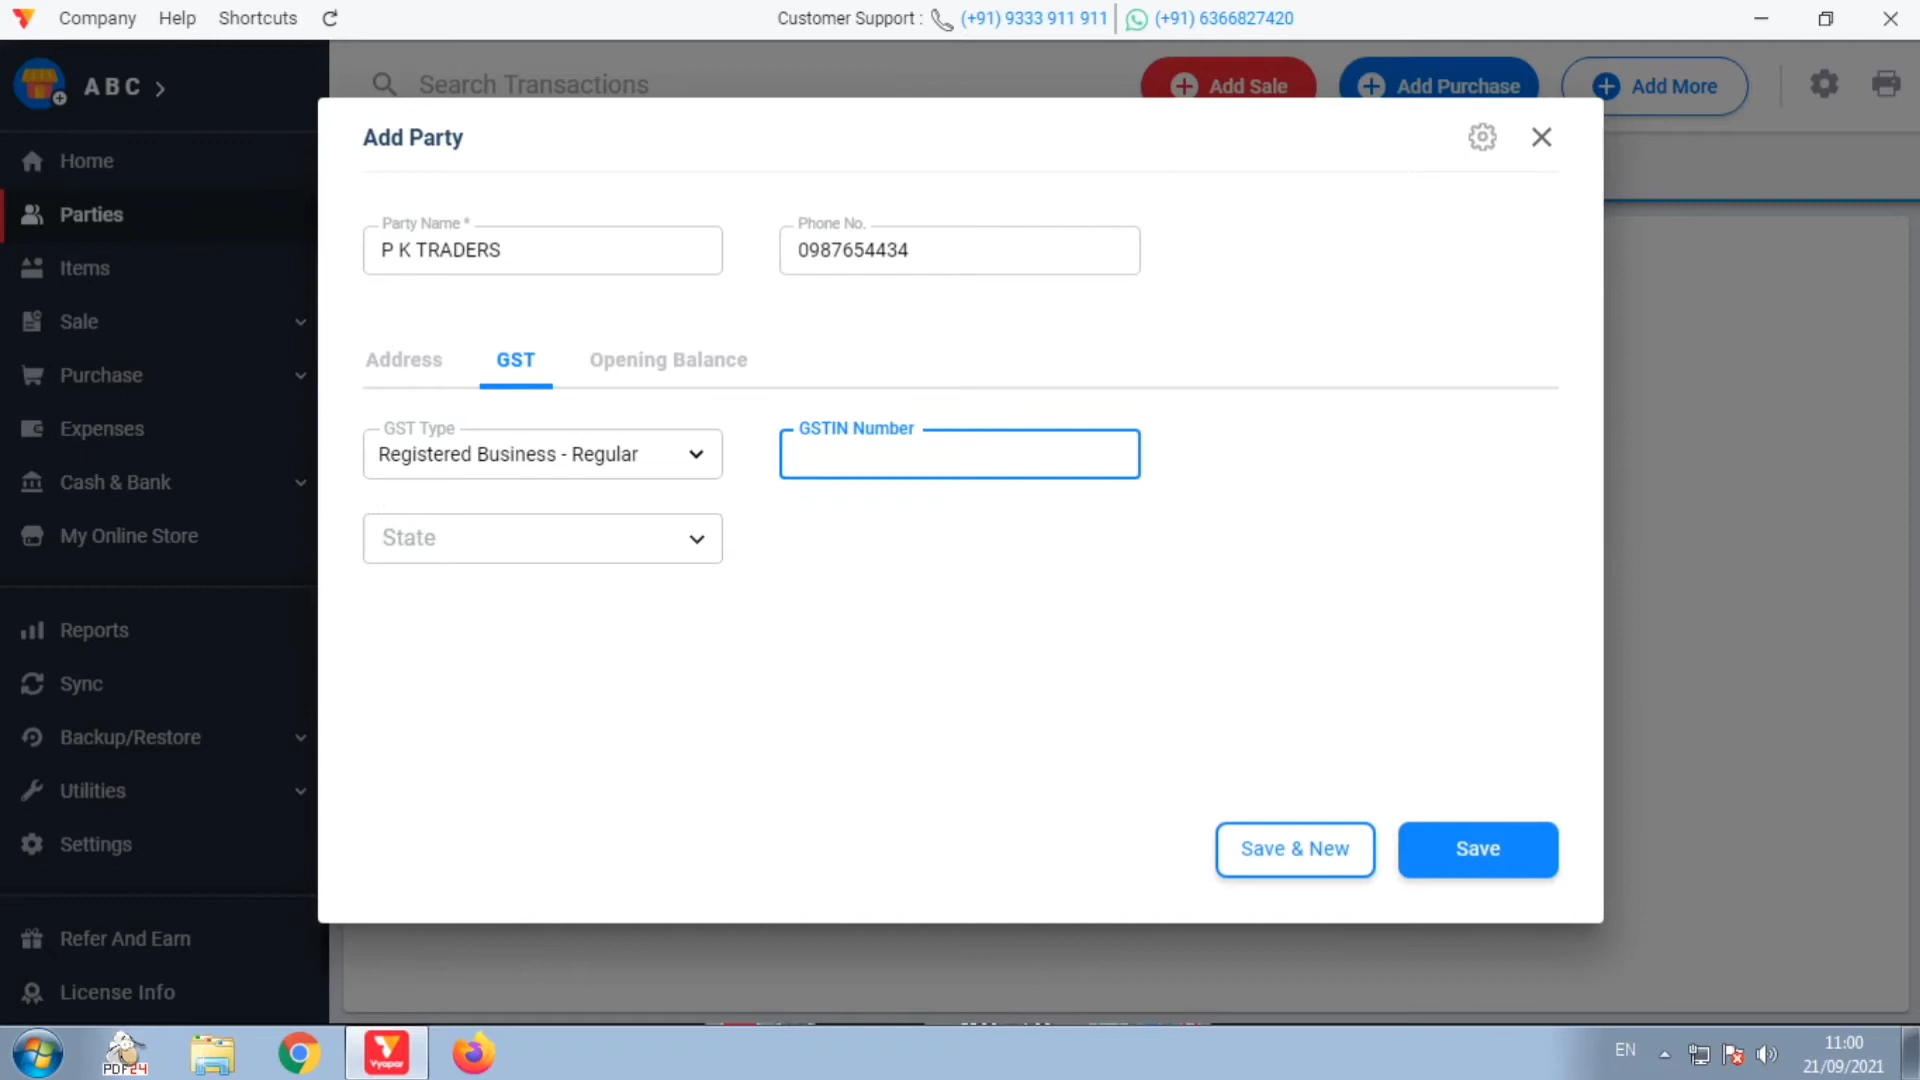 Company Help Shortcuts
Customer Support : (+91) 9333 911 911 (+91) 6366827420
A B C
Search Transactions
Add Sale
Add Purchase
Add More
Home
Parties
Items
Sale
Purchase
Expenses
Cash & Bank
My Online Store
Reports
Sync
Backup/Restore
Utilities
Settings
Refer And Earn
License Info
Add Party
Party Name *
P K TRADERS
Phone No.
0987654434
Address GST Opening Balance
GST Type
Registered Business - Regular
GSTIN Number
State
Save & New
Save
PDF24
Vyapar
EN
11:00
21/09/2021